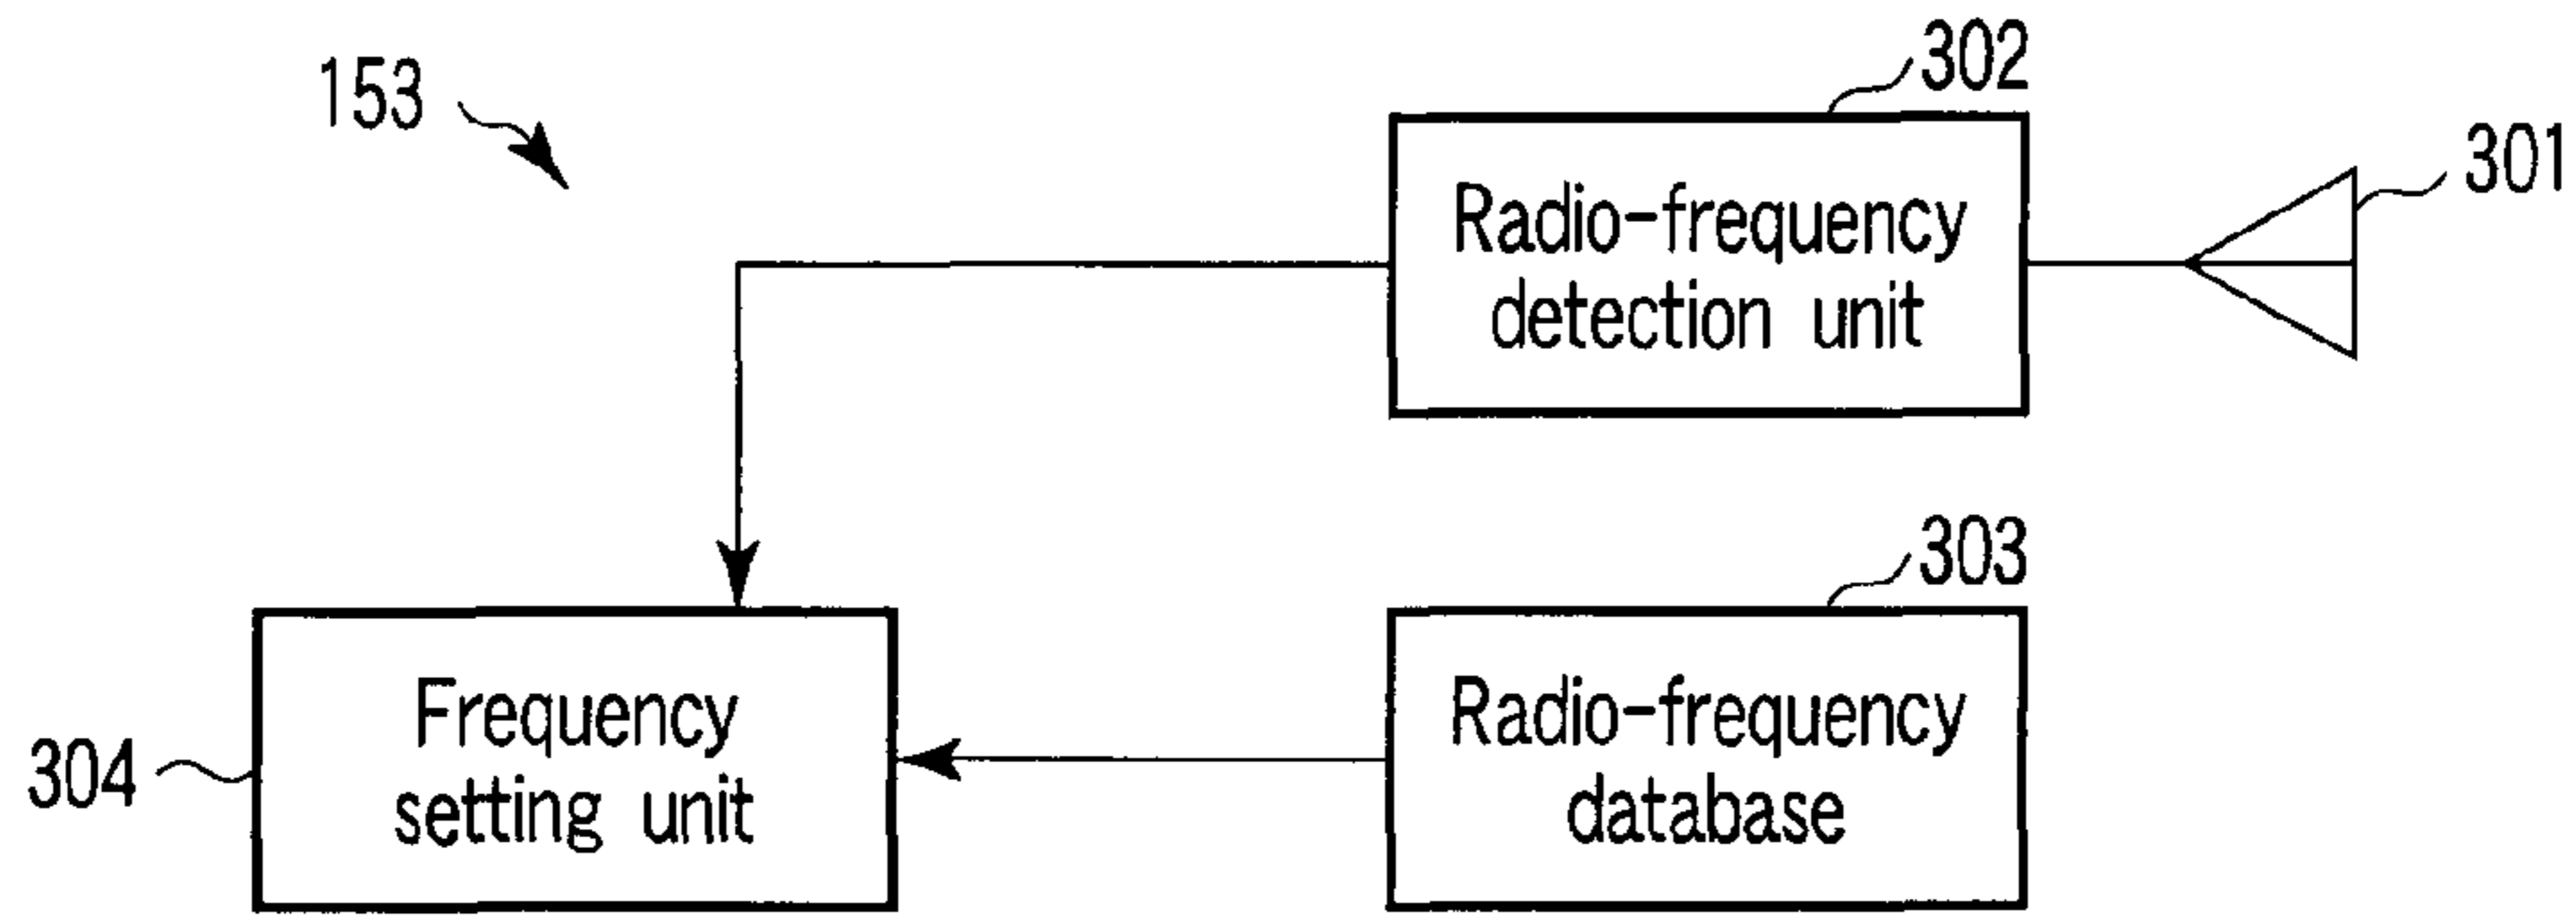 153
302
301
Radio-frequency
detection unit
303
304
Frequency
setting unit
Radio-frequency
database